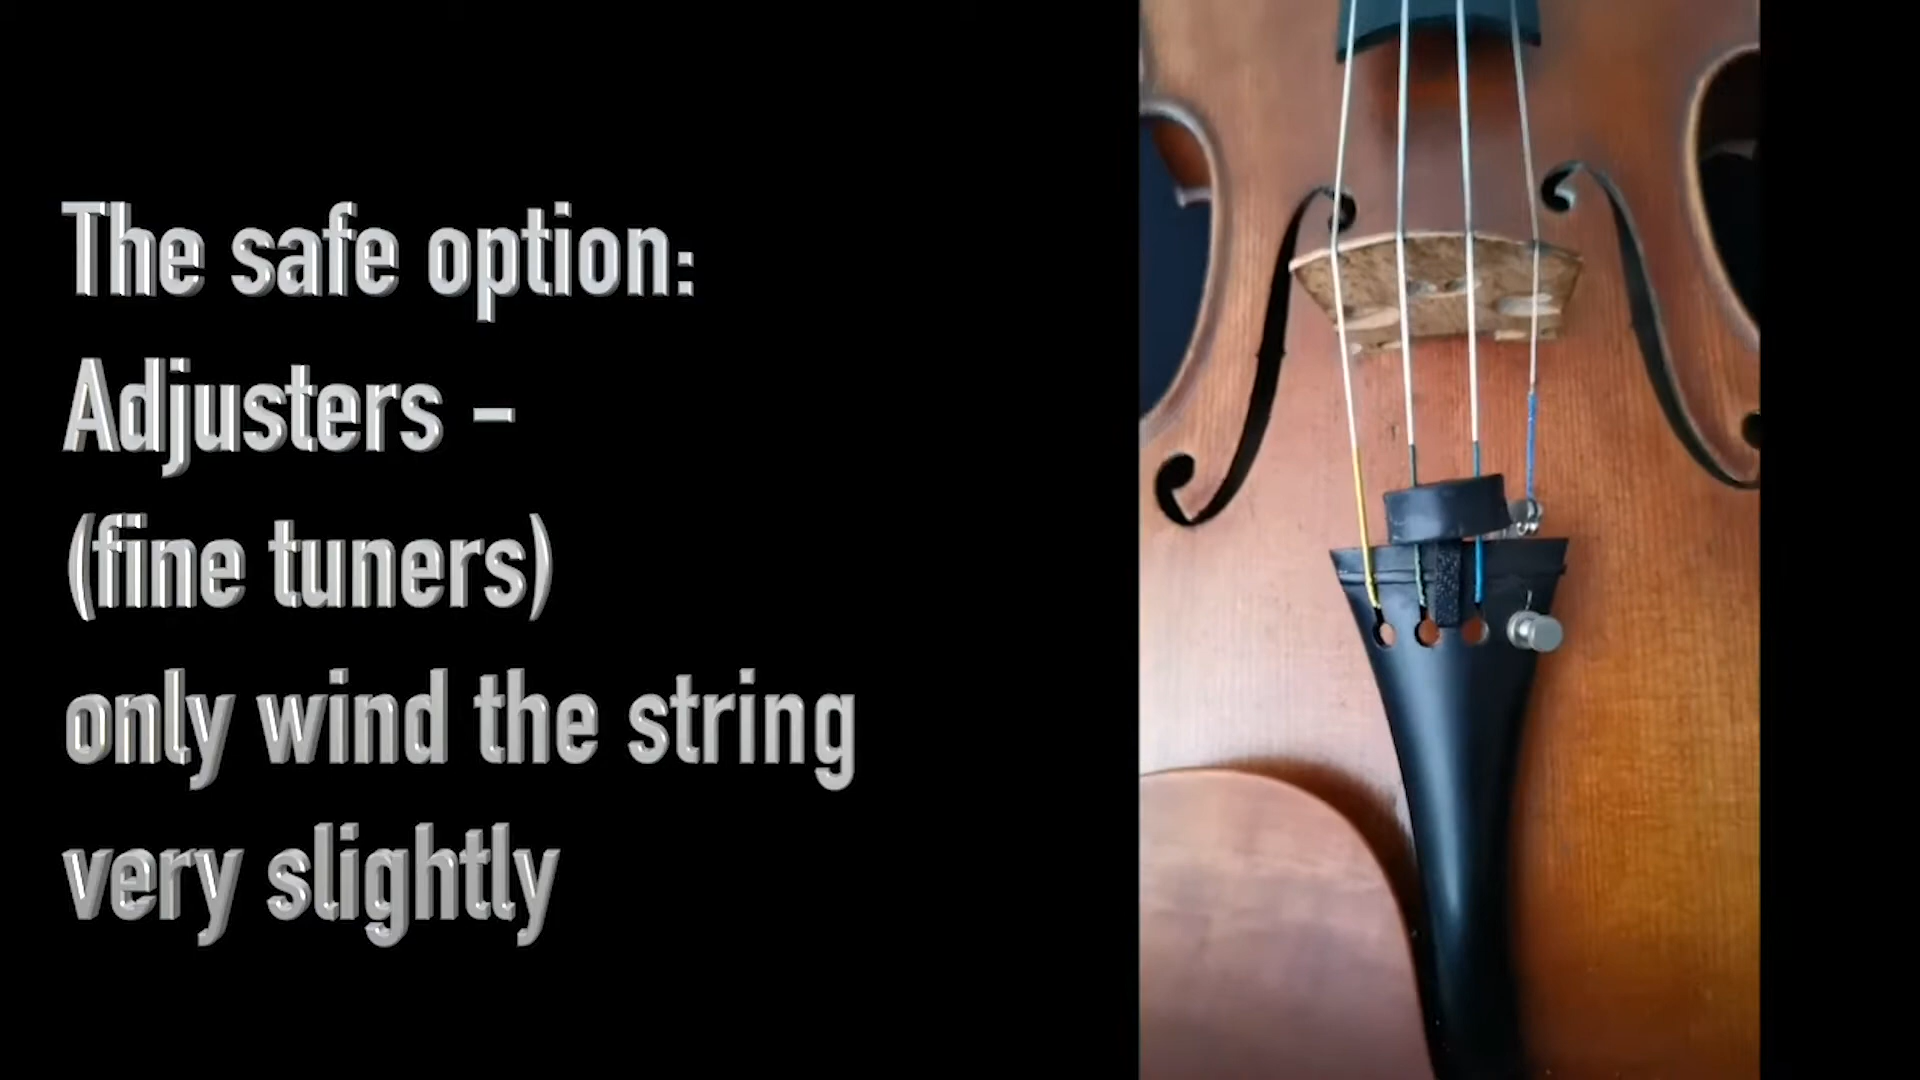 The safe option:
Adjusters –
(fine tuners)
only wind the string
very slightly